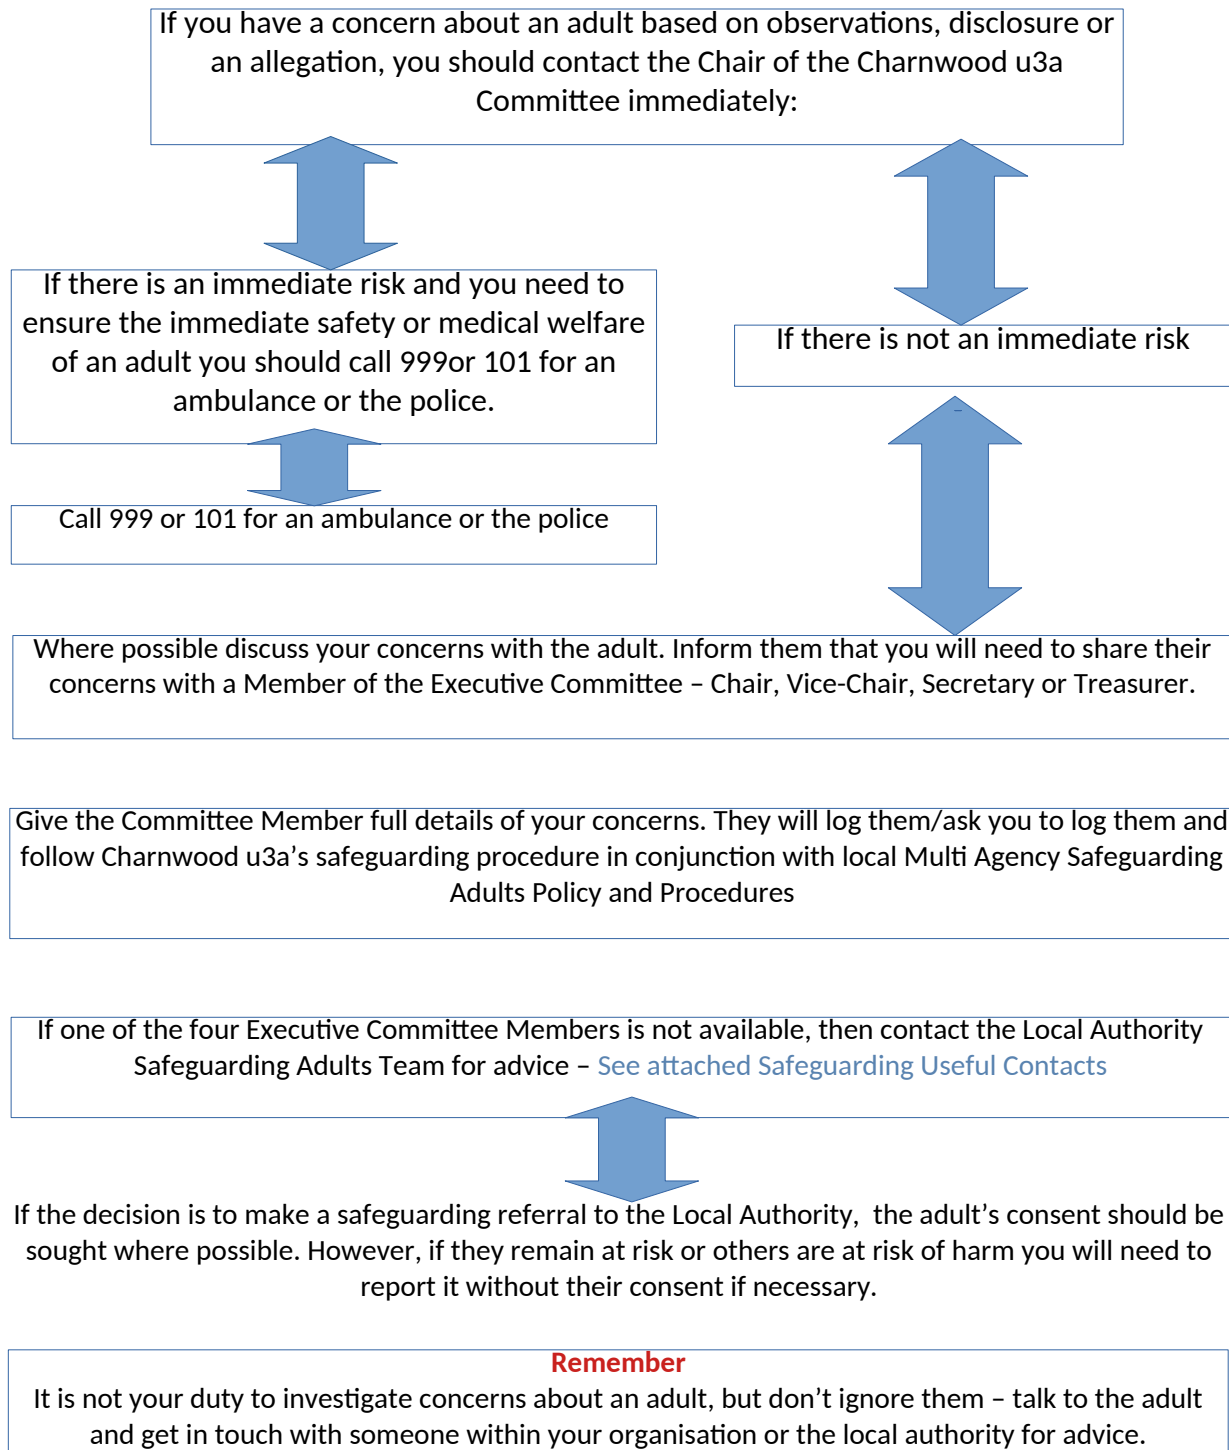 If you have a concern about an adult based on observations, disclosure or
an allegation, you should contact the Chair of the Charnwood u3a
Committee immediately:
If there is an immediate risk and you need to
ensure the immediate safety or medical welfare
of an adult you should call 999or 101 for an
ambulance or the police.
If there is not an immediate risk
Call 999 or 101 for an ambulance or the police
Where possible discuss your concerns with the adult. Inform them that you will need to share their
concerns with a Member of the Executive Committee – Chair, Vice-Chair, Secretary or Treasurer.
Give the Committee Member full details of your concerns. They will log them/ask you to log them and
follow Charnwood u3a’s safeguarding procedure in conjunction with local Multi Agency Safeguarding
Adults Policy and Procedures
If one of the four Executive Committee Members is not available, then contact the Local Authority
Safeguarding Adults Team for advice – See attached Safeguarding Useful Contacts
If the decision is to make a safeguarding referral to the Local Authority,  the adult’s consent should be
sought where possible. However, if they remain at risk or others are at risk of harm you will need to
report it without their consent if necessary.
Remember
It is not your duty to investigate concerns about an adult, but don’t ignore them – talk to the adult
and get in touch with someone within your organisation or the local authority for advice.